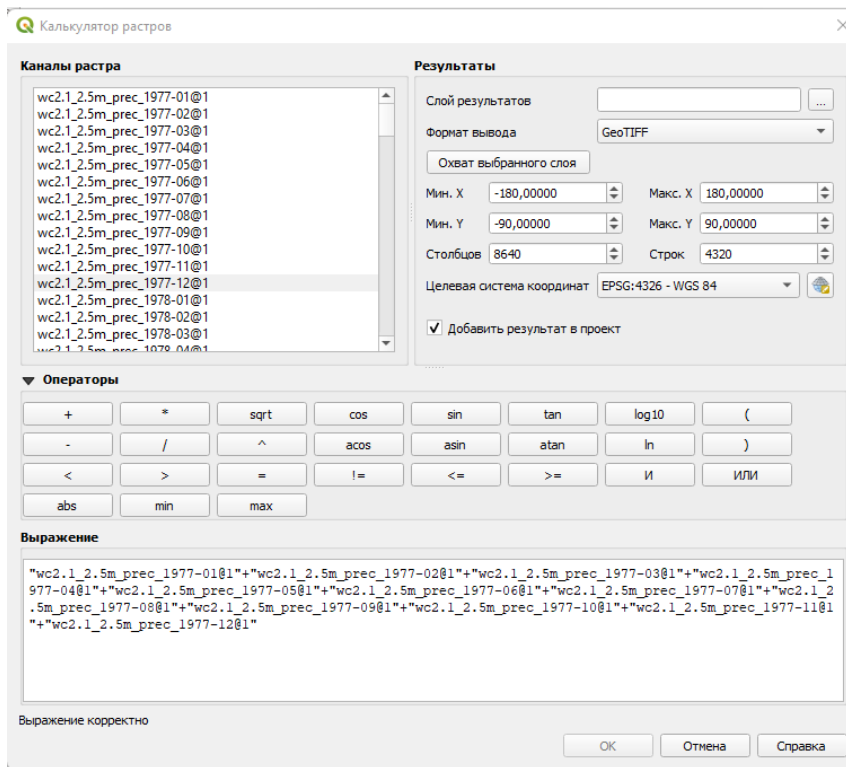 Калькулятор растров
Каналы растра
wc2.1_2.5m_prec_1977-01@1
wc2.1_2.5m_prec_1977-02@1
wc2.1_2.5m_prec_1977-03@1
wc2.1_2.5m_prec_1977-04@1
wc2.1_2.5m_prec_1977-05@1
wc2.1_2.5m_prec_1977-06@1
wc2.1_2.5m_prec_1977-07@1
wc2.1_2.5m_prec_1977-08@1
wc2.1_2.5m_prec_1977-09@1
wc2.1_2.5m_prec_1977-10@1
wc2.1_2.5m_prec_1977-11@1
wc2.1_2.5m_prec_1977-12@1
wc2.1_2.5m_prec_1978-01@1
wc2.1_2.5m_prec_1978-02@1
wc2.1_2.5m_prec_1978-03@1
wc2.1_2.5m_prec_1978-04@1
Результаты
Слой результатов ...
Формат вывода GeoTIFF
Охват выбранного слоя
Мин. X -180,00000 Макс. X 180,00000
Мин. Y -90,00000 Макс. Y 90,00000
Столбцов 8640 Строк 4320
Целевая система координат EPSG:4326 - WGS 84
Добавить результат в проект
Операторы
+ * sqrt cos sin tan log10 (
- / ^ acos asin atan ln )
< > = != <= >= И ИЛИ
abs min max
Выражение
"wc2.1_2.5m_prec_1977-01@1"+"wc2.1_2.5m_prec_1977-02@1"+"wc2.1_2.5m_prec_1977-03@1"+"wc2.1_2.5m_prec_1
977-04@1"+"wc2.1_2.5m_prec_1977-05@1"+"wc2.1_2.5m_prec_1977-06@1"+"wc2.1_2.5m_prec_1977-07@1"+"wc2.1_2
.5m_prec_1977-08@1"+"wc2.1_2.5m_prec_1977-09@1"+"wc2.1_2.5m_prec_1977-10@1"+"wc2.1_2.5m_prec_1977-11@1
"+"wc2.1_2.5m_prec_1977-12@1"
Выражение корректно
OK Отмена Справка